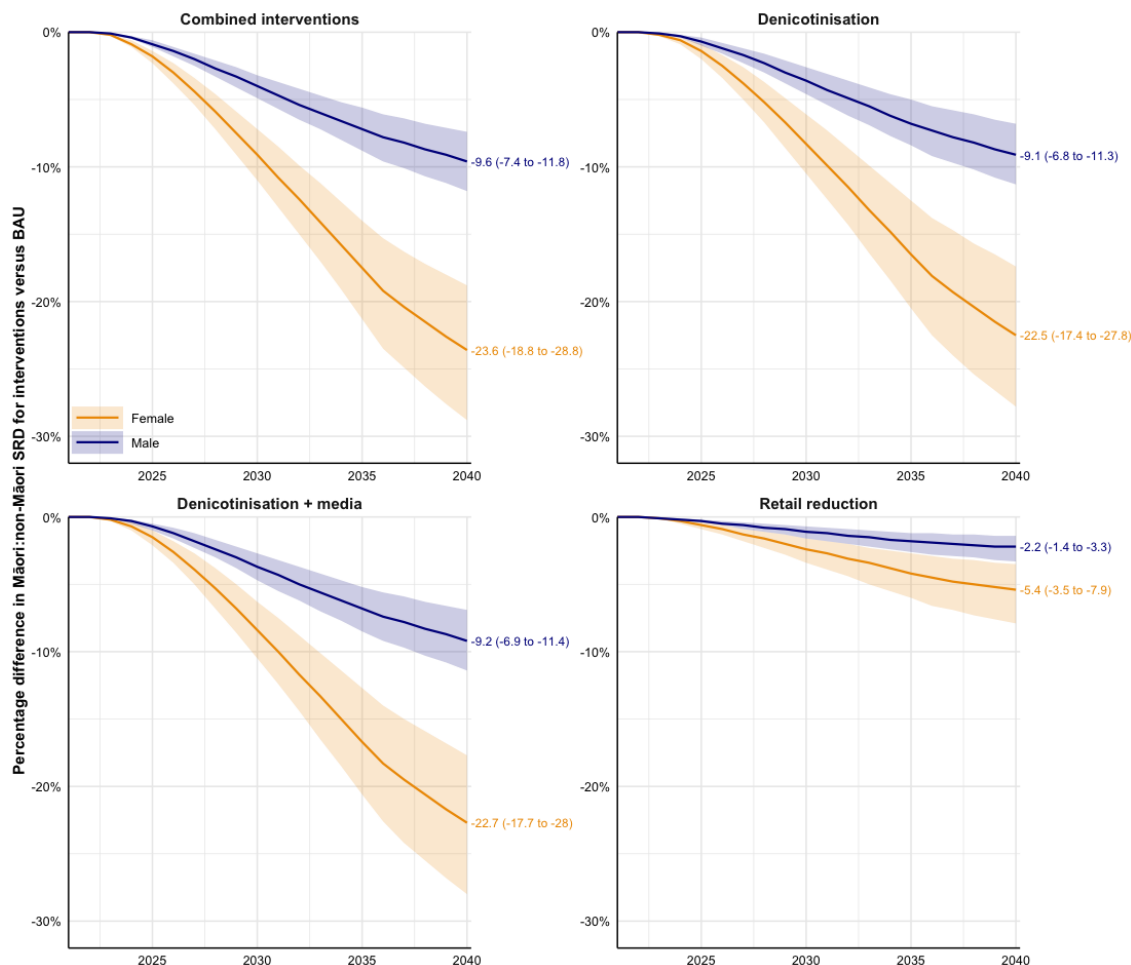 Percentage difference in Māori:non-Māori SRD for interventions versus BAU
Combined interventions
0%
-10%
-20%
-30%
-9.6 (-7.4 to -11.8)
-23.6 (-18.8 to -28.8)
Female
Male
2025 2030 2035 2040
Denicotinisation
0%
-10%
-20%
-30%
-9.1 (-6.8 to -11.3)
-22.5 (-17.4 to -27.8)
2025 2030 2035 2040
Denicotinisation + media
0%
-10%
-20%
-30%
-9.2 (-6.9 to -11.4)
-22.7 (-17.7 to -28)
2025 2030 2035 2040
Retail reduction
0%
-10%
-20%
-30%
-2.2 (-1.4 to -3.3)
-5.4 (-3.5 to -7.9)
2025 2030 2035 2040